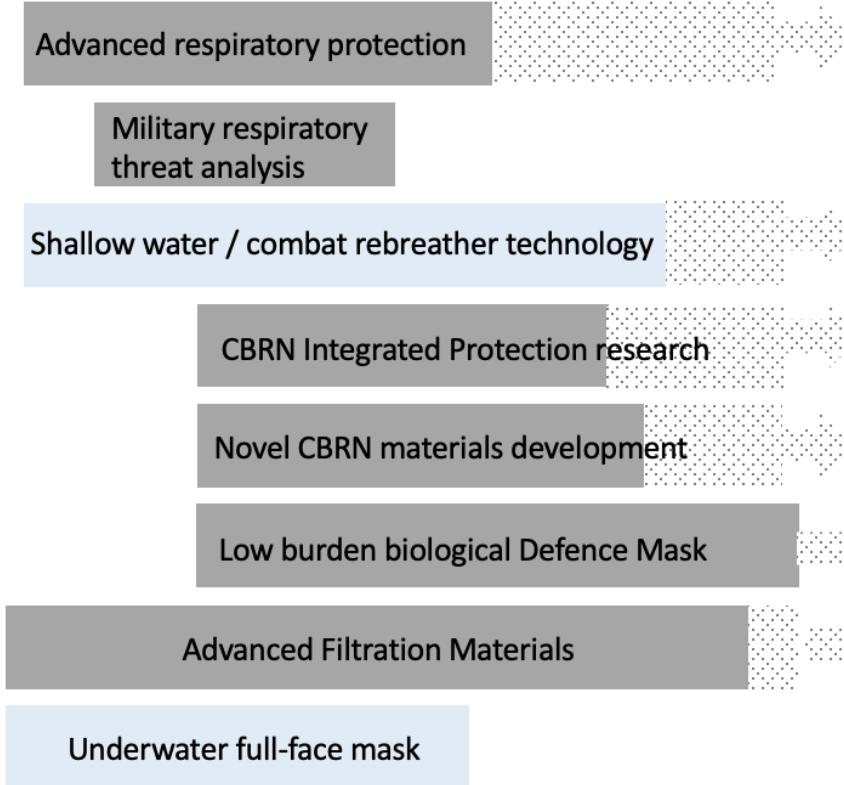 Advanced respiratory protection
Military respiratory
threat analysis
Shallow water / combat rebreather technology
CBRN Integrated Protection research
Novel CBRN materials development
Low burden biological Defence Mask
Advanced Filtration Materials
Underwater full-face mask